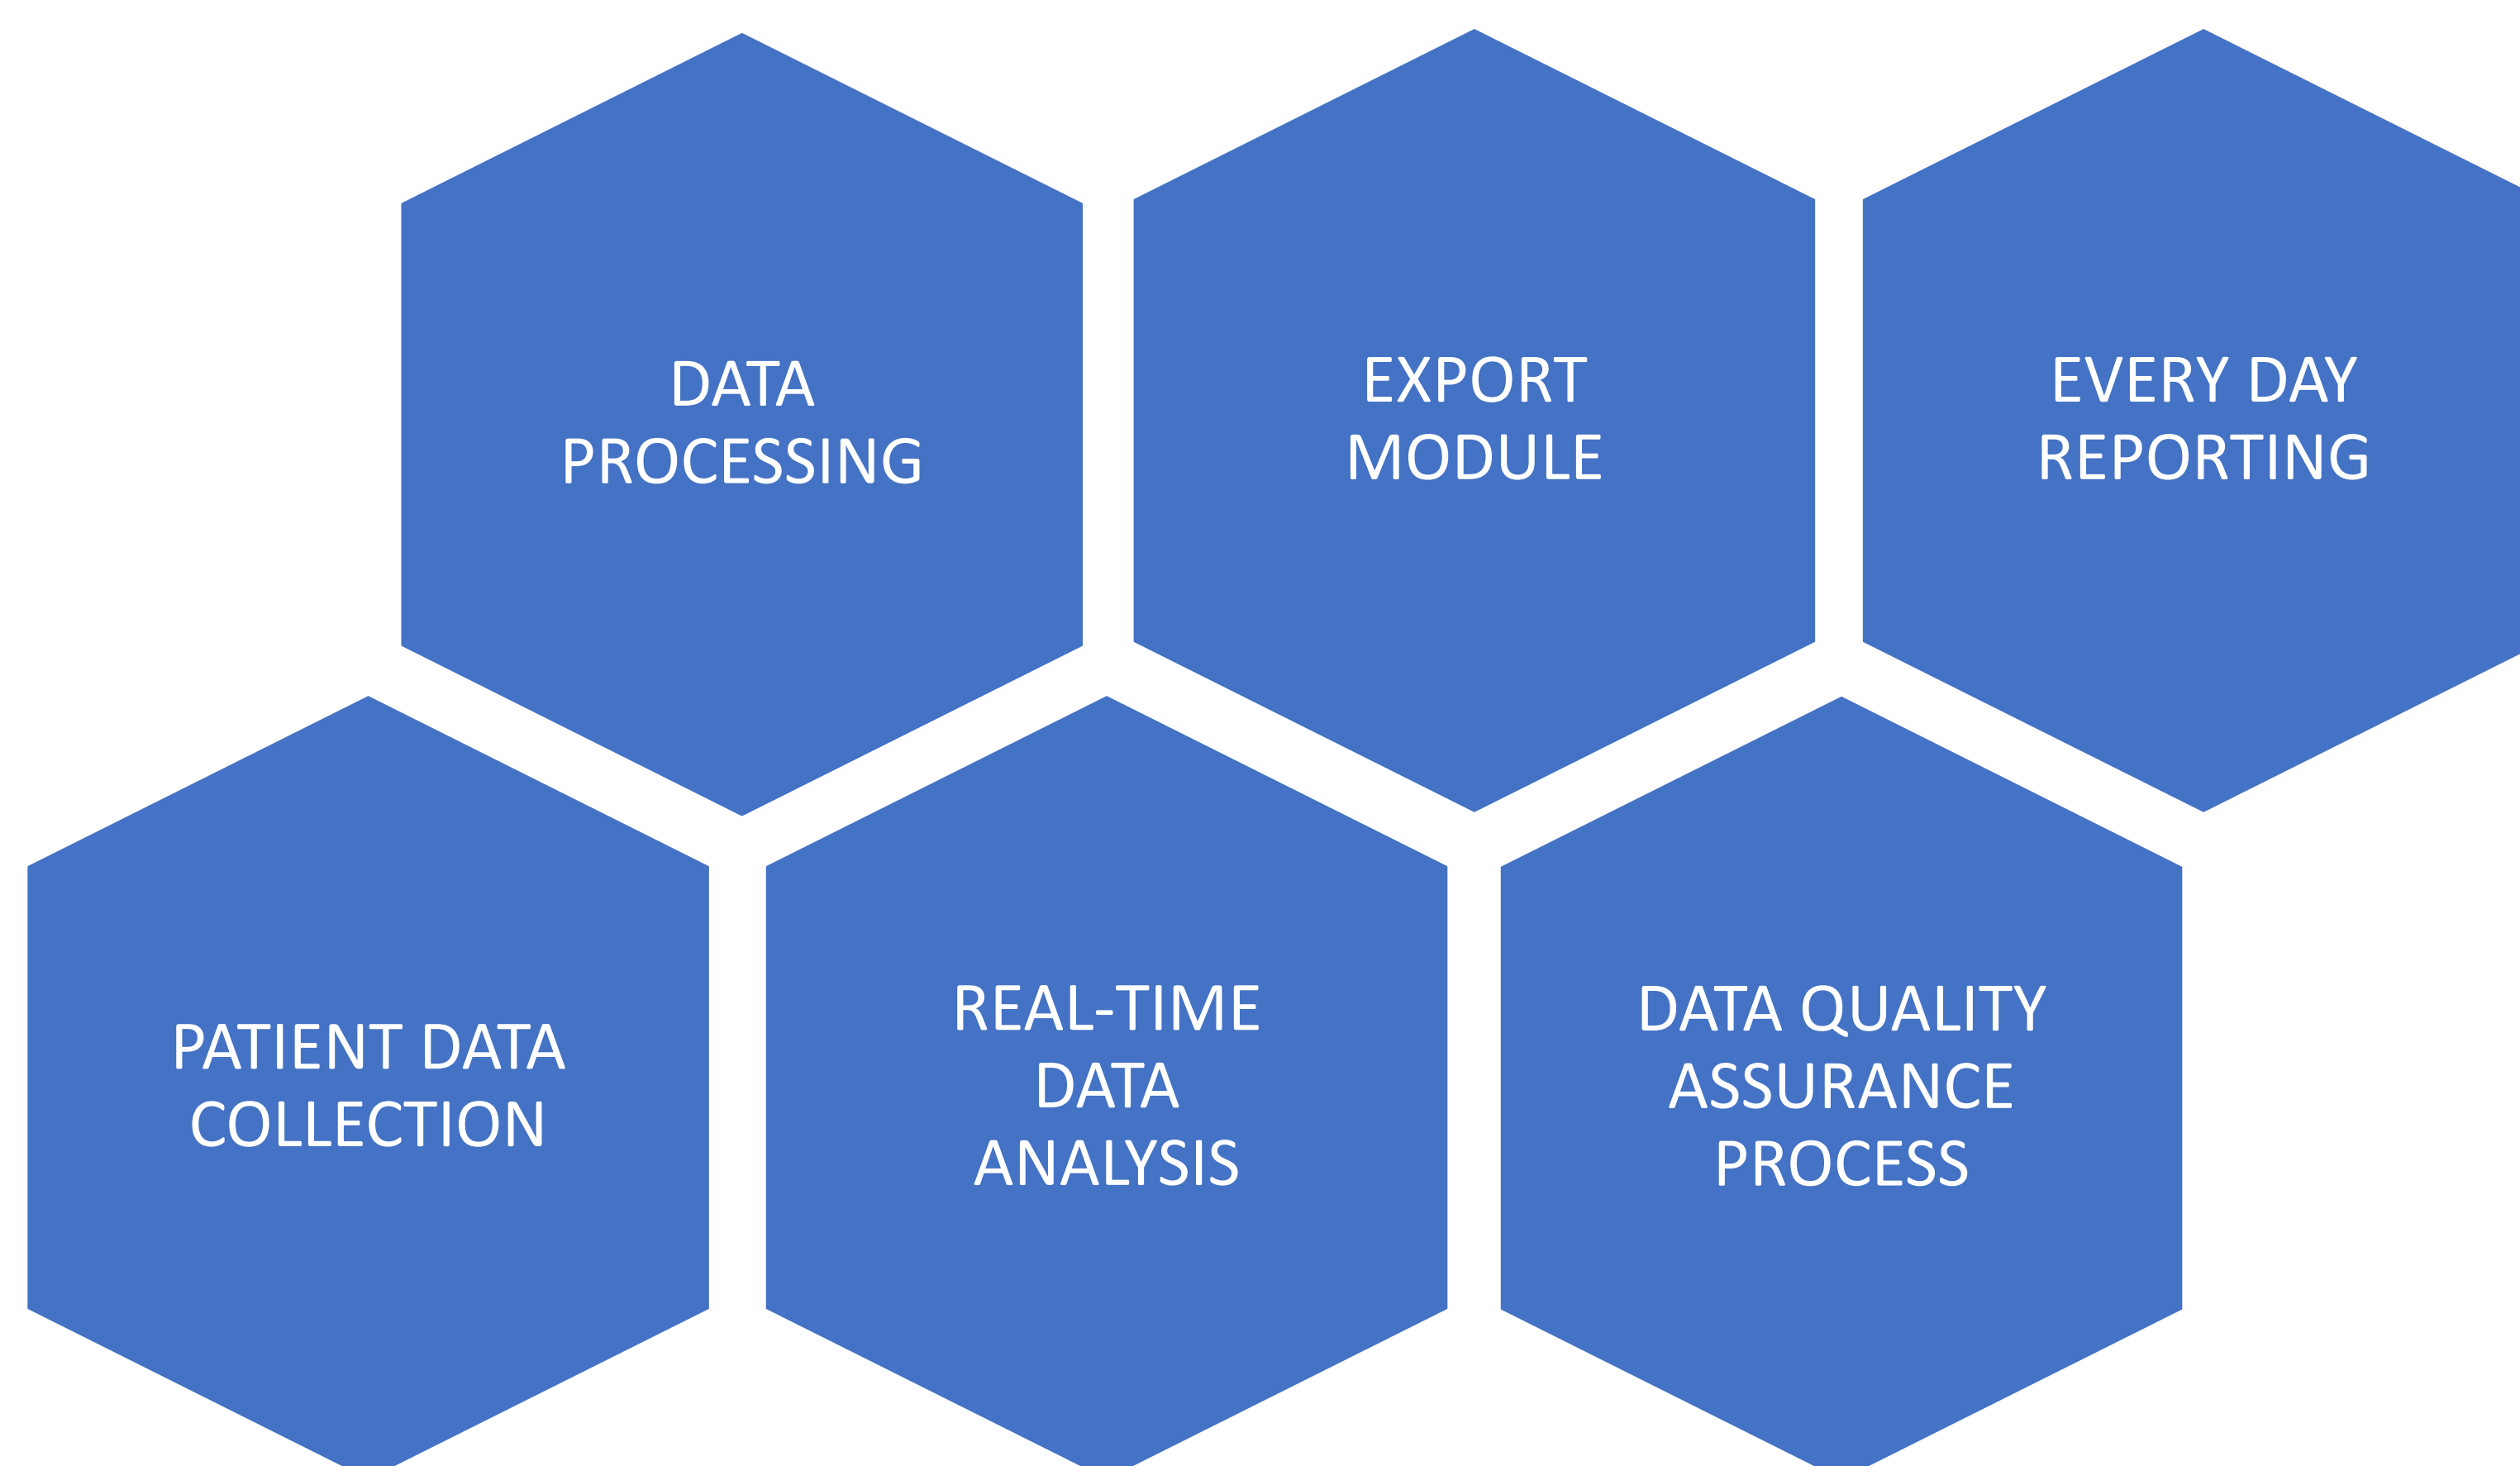 DATA
PROCESSING
EXPORT
MODULE
EVERY DAY
REPORTING
PATIENT DATA
COLLECTION
REAL-TIME
DATA
ANALYSIS
DATA QUALITY
ASSURANCE
PROCESS